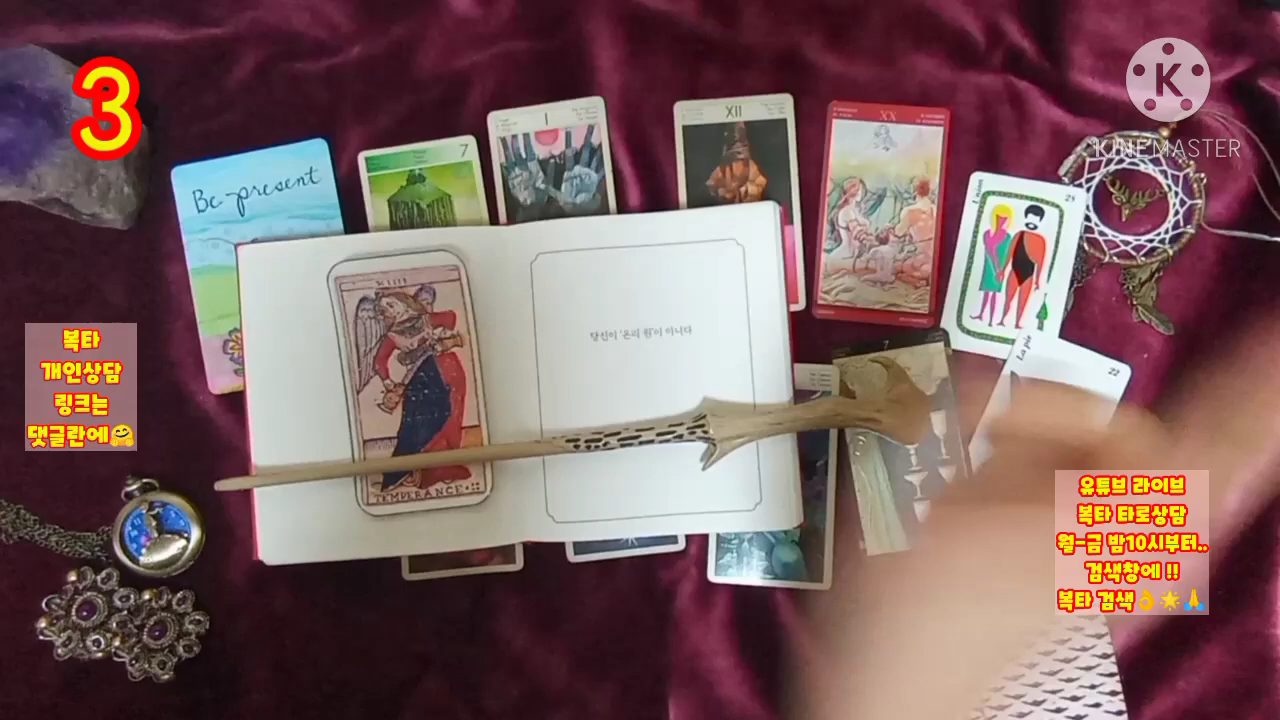 3
K
KINEMASTER
Be present
7
I
XII
XX
21
22
La pie
7
당신이 '온리 원'이 아니다
TEMPERANCE
복타
개인상담
링크는
댓글란에🤗
유튜브 라이브
복타 타로상담
월-금 밤10시부터..
검색창에 !!
복타 검색👌🌟🙏